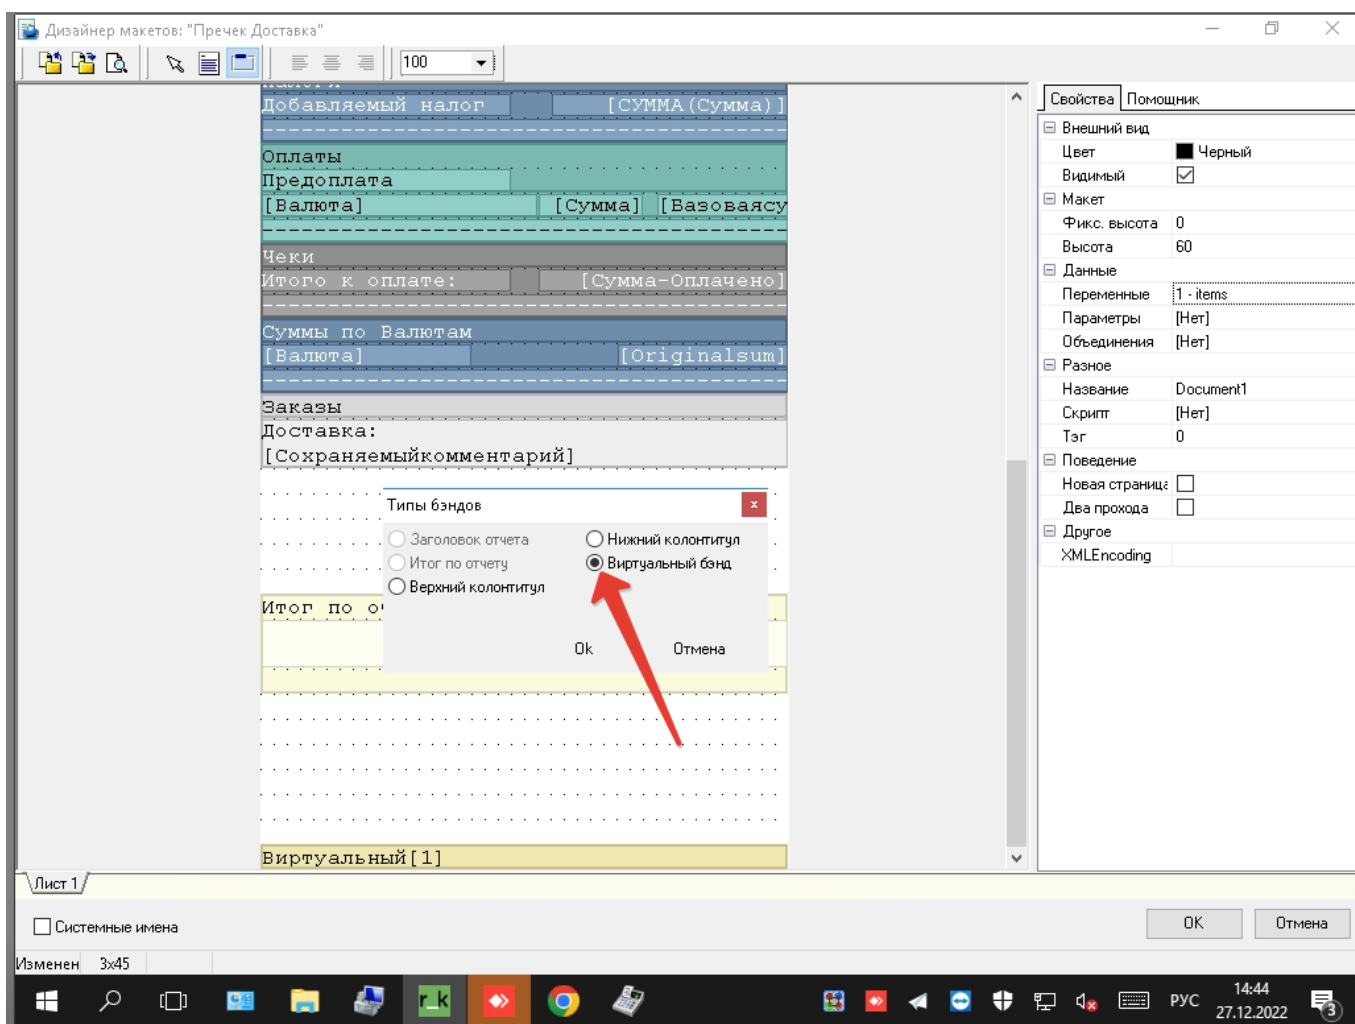 Дизайнер макетов: "Пречек Доставка"
100
Добавляемый налог [СУММА(Сумма)]
Оплаты
Предоплата
[Валюта] [Сумма] [Базоваясу
Чеки
Итого к оплате: [Сумма-Оплачено]
Суммы по Валютам
[Валюта] [Originalsum]
Заказы
Доставка:
[Сохраняемыйкомментарий]
Типы бэндов
Заголовок отчета Нижний колонтитул
Итог по отчету Виртуальный бэнд
Верхний колонтитул
Ok Отмена
Итог по о
Виртуальный[1]
Свойства Помощник
Внешний вид
Цвет Черный
Видимый
Макет
Фикс. высота 0
Высота 60
Данные
Переменные 1 - items
Параметры [Нет]
Объединения [Нет]
Разное
Название Document1
Скрипт [Нет]
Тэг 0
Поведение
Новая страница
Два прохода
Другое
XMLEncoding
Лист 1
Системные имена
OK Отмена
Изменен 3x45
r_k
РУС
14:44
27.12.2022
3